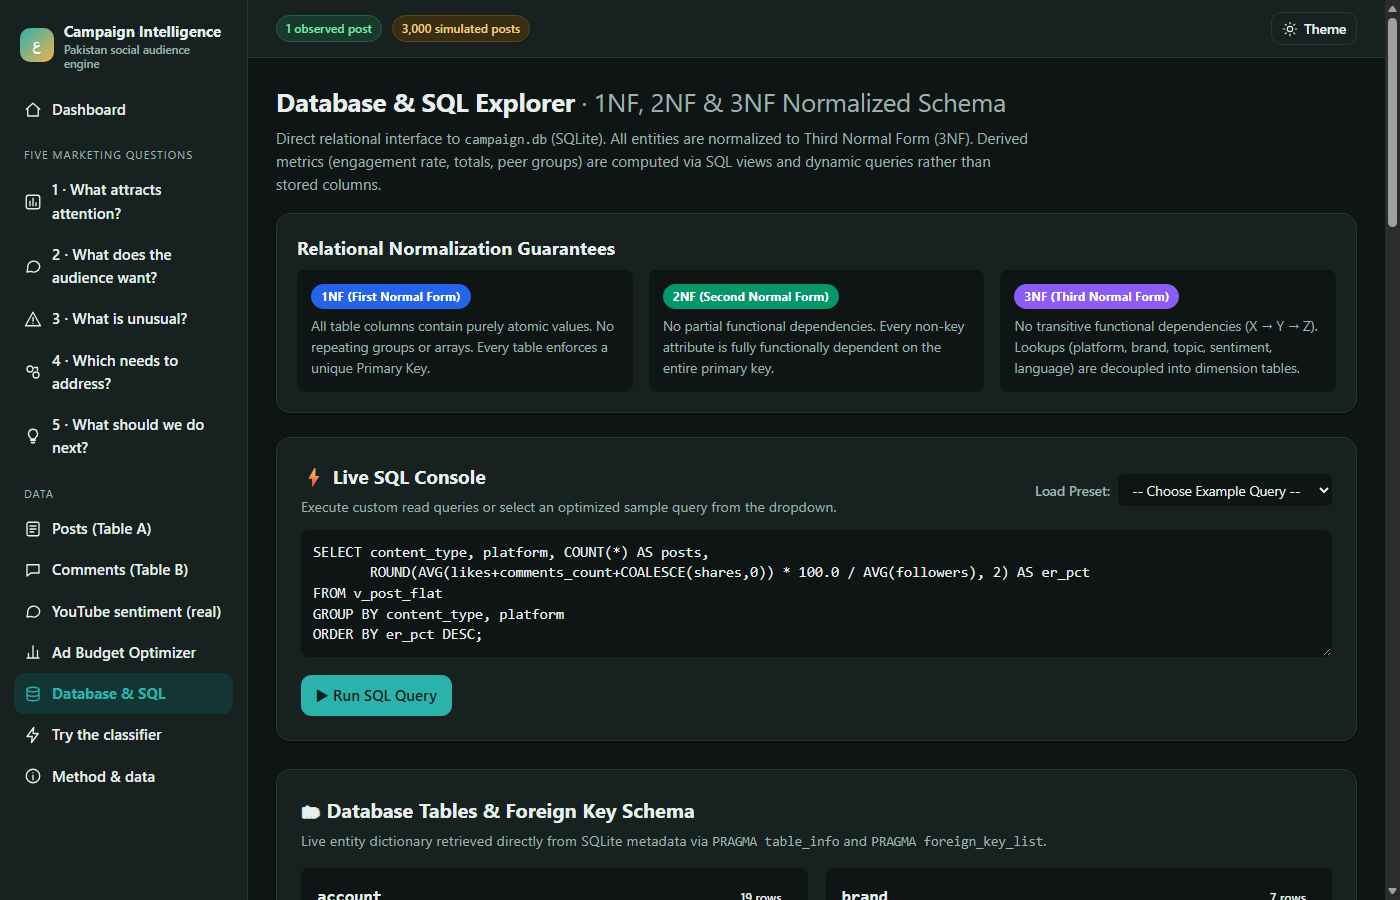 ع
Campaign Intelligence
Pakistan social audience
engine
Dashboard
FIVE MARKETING QUESTIONS
1 · What attracts
attention?
2 · What does the
audience want?
3 · What is unusual?
4 · Which needs to
address?
5 · What should we do
next?
DATA
Posts (Table A)
Comments (Table B)
YouTube sentiment (real)
Ad Budget Optimizer
Database & SQL
Try the classifier
Method & data
1 observed post
3,000 simulated posts
Theme
Database & SQL Explorer · 1NF, 2NF & 3NF Normalized Schema
Direct relational interface to campaign.db (SQLite). All entities are normalized to Third Normal Form (3NF). Derived
metrics (engagement rate, totals, peer groups) are computed via SQL views and dynamic queries rather than
stored columns.
Relational Normalization Guarantees
1NF (First Normal Form)
All table columns contain purely atomic values. No
repeating groups or arrays. Every table enforces a
unique Primary Key.
2NF (Second Normal Form)
No partial functional dependencies. Every non-key
attribute is fully functionally dependent on the
entire primary key.
3NF (Third Normal Form)
No transitive functional dependencies (X → Y → Z).
Lookups (platform, brand, topic, sentiment,
language) are decoupled into dimension tables.
Live SQL Console
Execute custom read queries or select an optimized sample query from the dropdown.
Load Preset: -- Choose Example Query --
SELECT content_type, platform, COUNT(*) AS posts,
ROUND(AVG(likes+comments_count+COALESCE(shares,0)) * 100.0 / AVG(followers), 2) AS er_pct
FROM v_post_flat
GROUP BY content_type, platform
ORDER BY er_pct DESC;
▶ Run SQL Query
Database Tables & Foreign Key Schema
Live entity dictionary retrieved directly from SQLite metadata via PRAGMA table_info and PRAGMA foreign_key_list.
account 19 rows
brand 7 rows